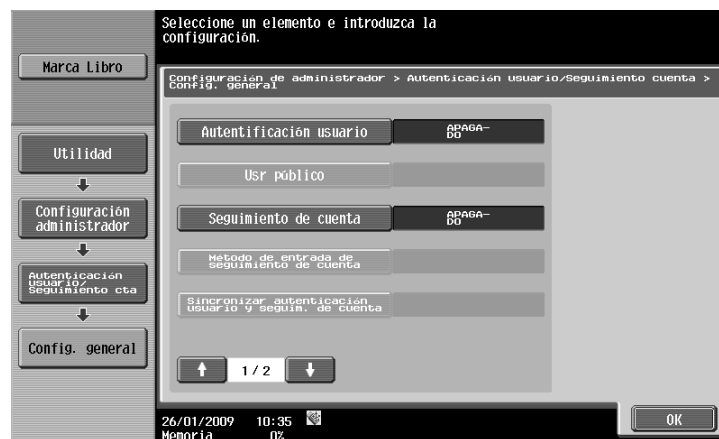 Seleccione un elemento e introduzca la
configuración.
Marca Libro
Configuración de administrador > Autenticación usuario/Seguimiento cuenta >
Config. general
Autentificación usuario
APAGA-
DO
Utilidad
Usr público
Configuración
administrador
Seguimiento de cuenta
APAGA-
DO
Método de entrada de
seguimiento de cuenta
Autenticación
usuario/
Seguimiento cta
Sincronizar autenticación
usuario y seguim. de cuenta
Config. general
1/2
26/01/2009 10:35
Memoria 0%
OK